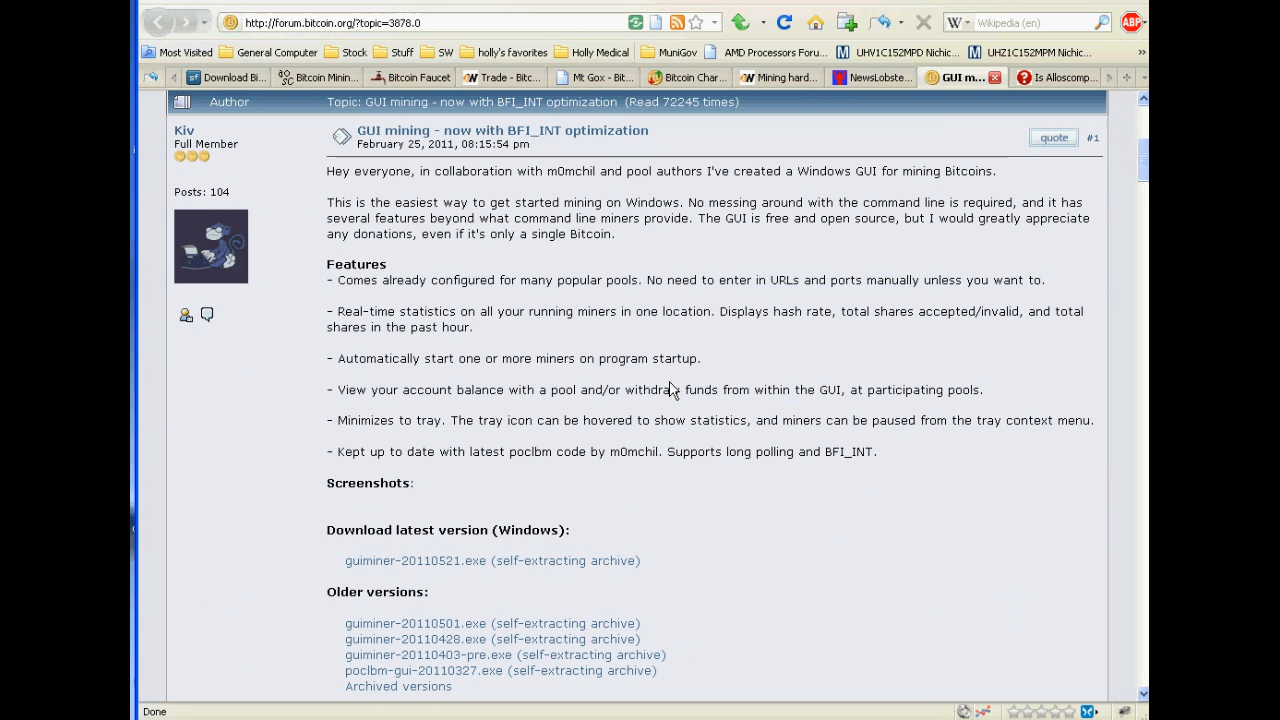 http://forum.bitcoin.org/?topic=3878.0
W Wikipedia (en)
ABP
Most Visited General Computer Stock Stuff SW holly's favorites Holly Medical MuniGov AMD Processors Foru... UHV1C152MPD Nichic... UHZ1C152MPM Nichic... »
Download Bi... Bitcoin Minin... Bitcoin Faucet Trade - Bitc... Mt Gox - Bit... Bitcoin Char... Mining hard... NewsLobste... GUI m... Is Alloscomp...
Author Topic: GUI mining - now with BFI_INT optimization (Read 72245 times)
Kiv
Full Member
Posts: 104
GUI mining - now with BFI_INT optimization
February 25, 2011, 08:15:54 pm
quote #1
Hey everyone, in collaboration with m0mchil and pool authors I've created a Windows GUI for mining Bitcoins.
This is the easiest way to get started mining on Windows. No messing around with the command line is required, and it has
several features beyond what command line miners provide. The GUI is free and open source, but I would greatly appreciate
any donations, even if it's only a single Bitcoin.
Features
- Comes already configured for many popular pools. No need to enter in URLs and ports manually unless you want to.
- Real-time statistics on all your running miners in one location. Displays hash rate, total shares accepted/invalid, and total
shares in the past hour.
- Automatically start one or more miners on program startup.
- View your account balance with a pool and/or withdraw funds from within the GUI, at participating pools.
- Minimizes to tray. The tray icon can be hovered to show statistics, and miners can be paused from the tray context menu.
- Kept up to date with latest poclbm code by m0mchil. Supports long polling and BFI_INT.
Screenshots:
Download latest version (Windows):
guiminer-20110521.exe (self-extracting archive)
Older versions:
guiminer-20110501.exe (self-extracting archive)
guiminer-20110428.exe (self-extracting archive)
guiminer-20110403-pre.exe (self-extracting archive)
poclbm-gui-20110327.exe (self-extracting archive)
Archived versions
Done